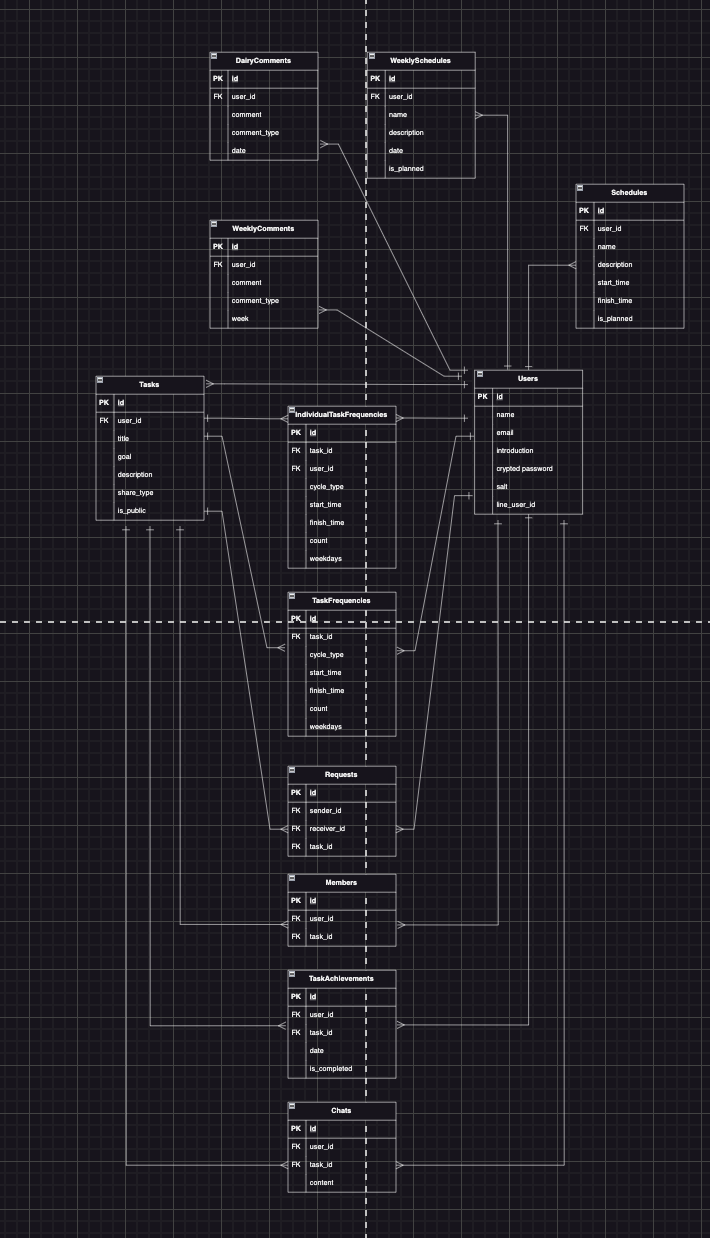 DairyComments
PK id
FK user_id
comment
comment_type
date
WeeklySchedules
PK id
FK user_id
name
description
date
is_planned
Schedules
PK id
FK user_id
name
description
start_time
finish_time
is_planned
WeeklyComments
PK id
FK user_id
comment
comment_type
week
Tasks
PK id
FK user_id
title
goal
description
share_type
is_public
Users
PK id
name
email
introduction
crypted password
salt
line_user_id
IndividualTaskFrequencies
PK id
FK task_id
FK user_id
cycle_type
start_time
finish_time
count
weekdays
TaskFrequencies
PK id
FK task_id
cycle_type
start_time
finish_time
count
weekdays
Requests
PK id
FK sender_id
FK receiver_id
FK task_id
Members
PK id
FK user_id
FK task_id
TaskAchievements
PK id
FK user_id
FK task_id
date
is_completed
Chats
PK id
FK user_id
FK task_id
content